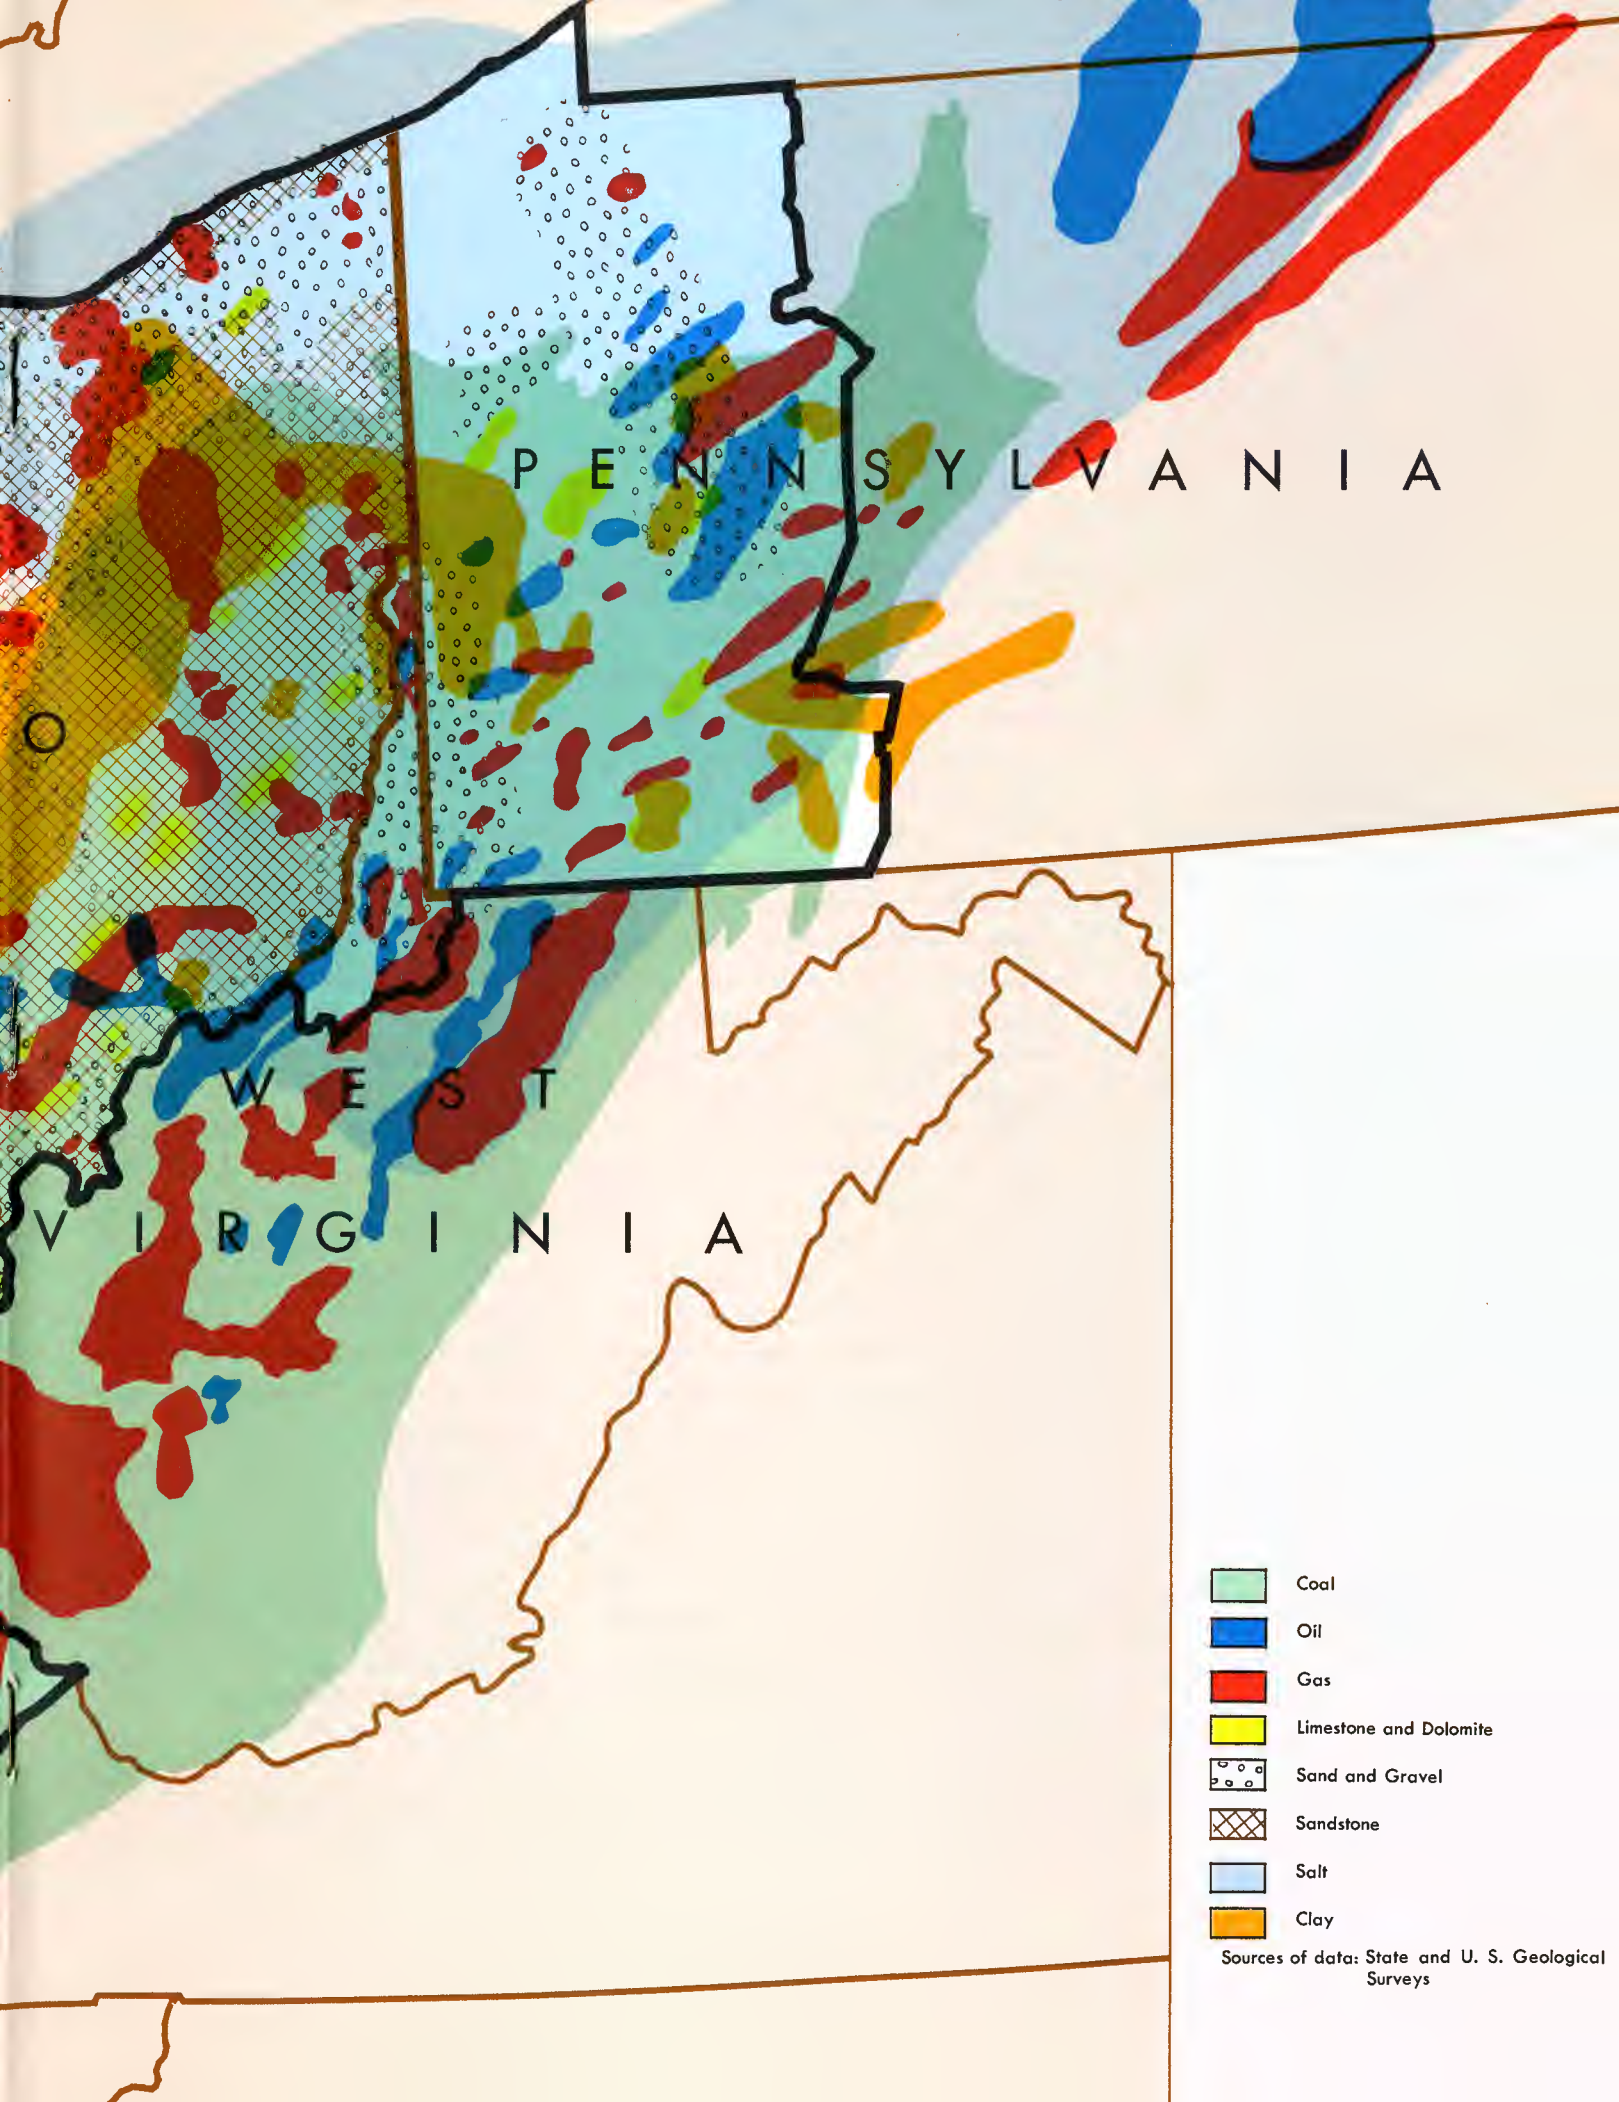 PENNSYLVANIA
O
WEST
VIRGINIA
Coal
Oil
Gas
Limestone and Dolomite
Sand and Gravel
Sandstone
Salt
Clay
Sources of data: State and U. S. Geological
Surveys